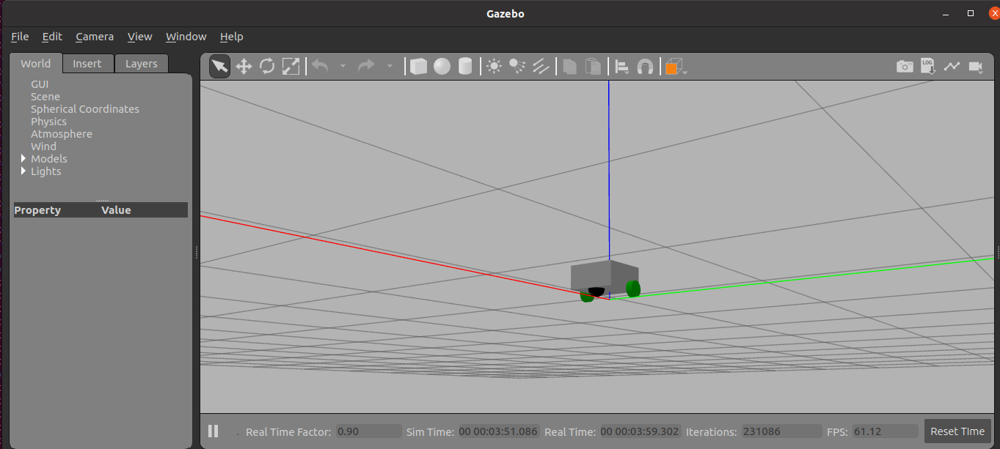 Gazebo
File Edit Camera View Window Help
World Insert Layers
GUI
Scene
Spherical Coordinates
Physics
Atmosphere
Wind
Models
Lights
Property Value
LOG
Real Time Factor: 0.90 Sim Time: 00 00:03:51.086 Real Time: 00 00:03:59.302 Iterations: 231086 FPS: 61.12 Reset Time